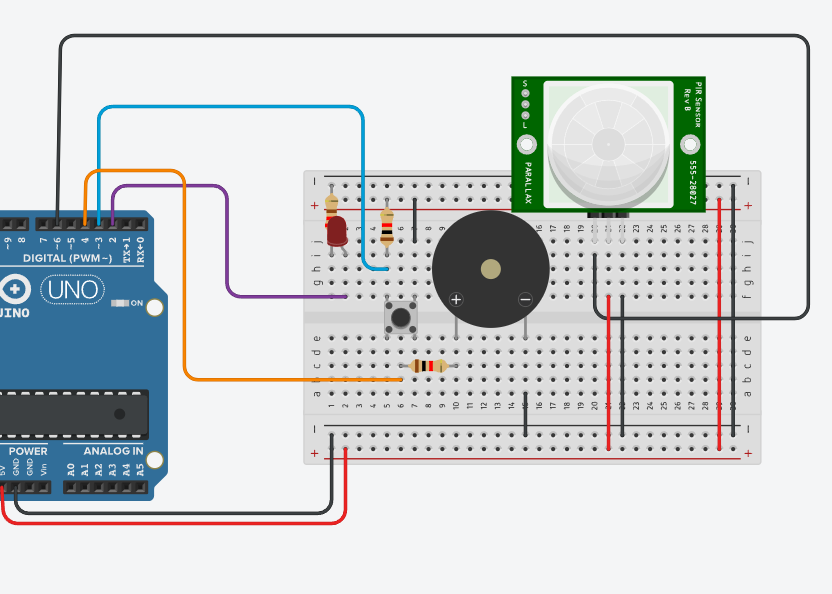 S
L
PARALLAX
PIR SENSOR
REV B
555-28027
~9
8
7
~6
~5
4
~3
2
TX→1
RX←0
DIGITAL (PWM~)
UNO
UINO
ON
POWER
ANALOG IN
5V
GND
GND
Vin
A0
A1
A2
A3
A4
A5
− −
+ +
j j
i i
h h
g g
f f
e e
d d
c c
b b
a a
1 2 3 4 5 6 7 8 9 10 11 12 13 14 15 16 17 18 19 20 21 22 23 24 25 26 27 28 29 30
− −
+ +